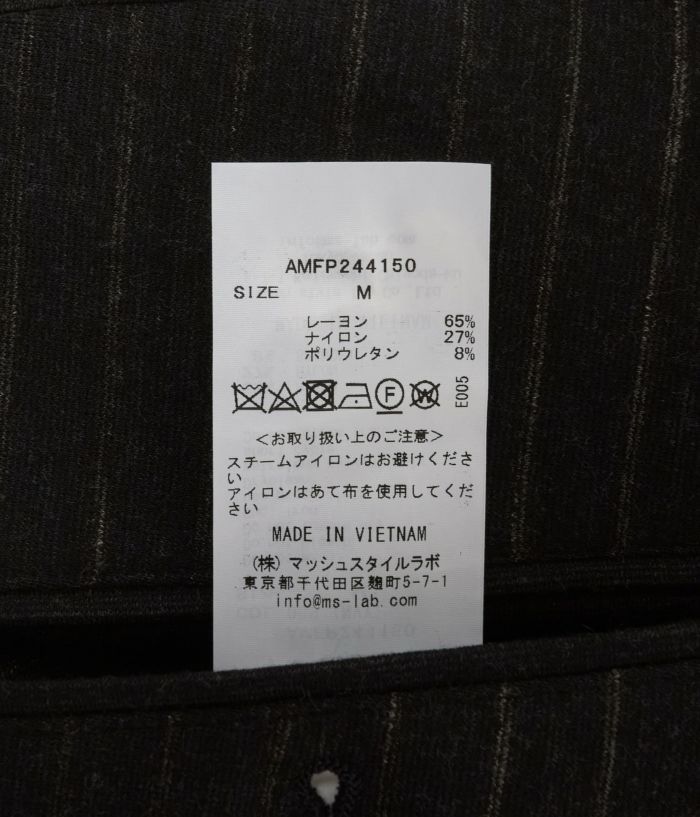 AMFP244150
SIZE M
レーヨン 65%
ナイロン 27%
ポリウレタン 8%
F W E005
＜お取り扱い上のご注意＞
スチームアイロンはお避けくださ
い
アイロンはあて布を使用してくだ
さい
MADE IN VIETNAM
(株) マッシュスタイルラボ
東京都千代田区麹町5-7-1
info@ms-lab.com